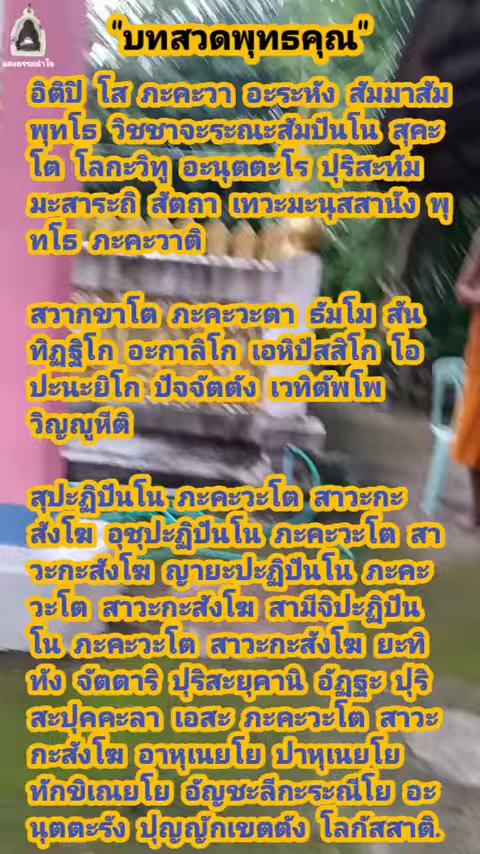 "บทสวดพุทธคุณ"
แสงธรรมนำใจ
อิติปิ โส ภะคะวา อะระหัง สัมมาสัม
พุทโธ วิชชาจะระณะสัมปันโน สุคะ
โต โลกะวิทู อะนุตตะโร ปุริสะทัม
มะสาระถิ สัตถา เทวะมะนุสสานัง พุ
ทโธ ภะคะวาติ
สวากขาโต ภะคะวะตา ธัมโม สัน
ทิฏฐิโก อะกาลิโก เอหิปัสสิโก โอ
ปะนะยิโก ปัจจัตตัง เวทิตัพโพ
วิญญูหีติ
สุปะฏิปันโน ภะคะวะโต สาวะกะ
สังโฆ อุชุปะฏิปันโน ภะคะวะโต สา
วะกะสังโฆ ญายะปะฏิปันโน ภะคะ
วะโต สาวะกะสังโฆ สามีจิปะฏิปัน
โน ภะคะวะโต สาวะกะสังโฆ ยะทิ
ทัง จัตตาริ ปุริสะยุคานิ อัฏฐะ ปุริ
สะปุคคะลา เอสะ ภะคะวะโต สาวะ
กะสังโฆ อาหุเนยโย ปาหุเนยโย
ทักขิเณยโย อัญชะลีกะระณีโย อะ
นุตตะรัง ปุญญักเขตตัง โลกัสสาติ.